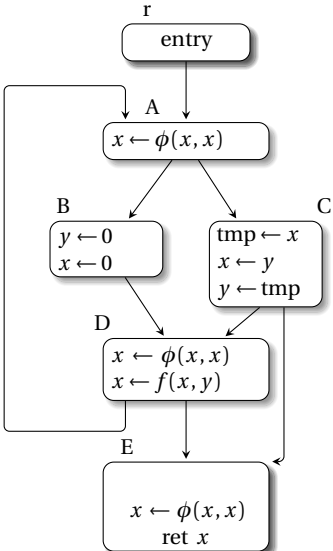 r
entry
A
x ← ϕ(x, x)
B
y ← 0
x ← 0
C
tmp ← x
x ← y
y ← tmp
D
x ← ϕ(x, x)
x ← f(x, y)
E
x ← ϕ(x, x)
ret x